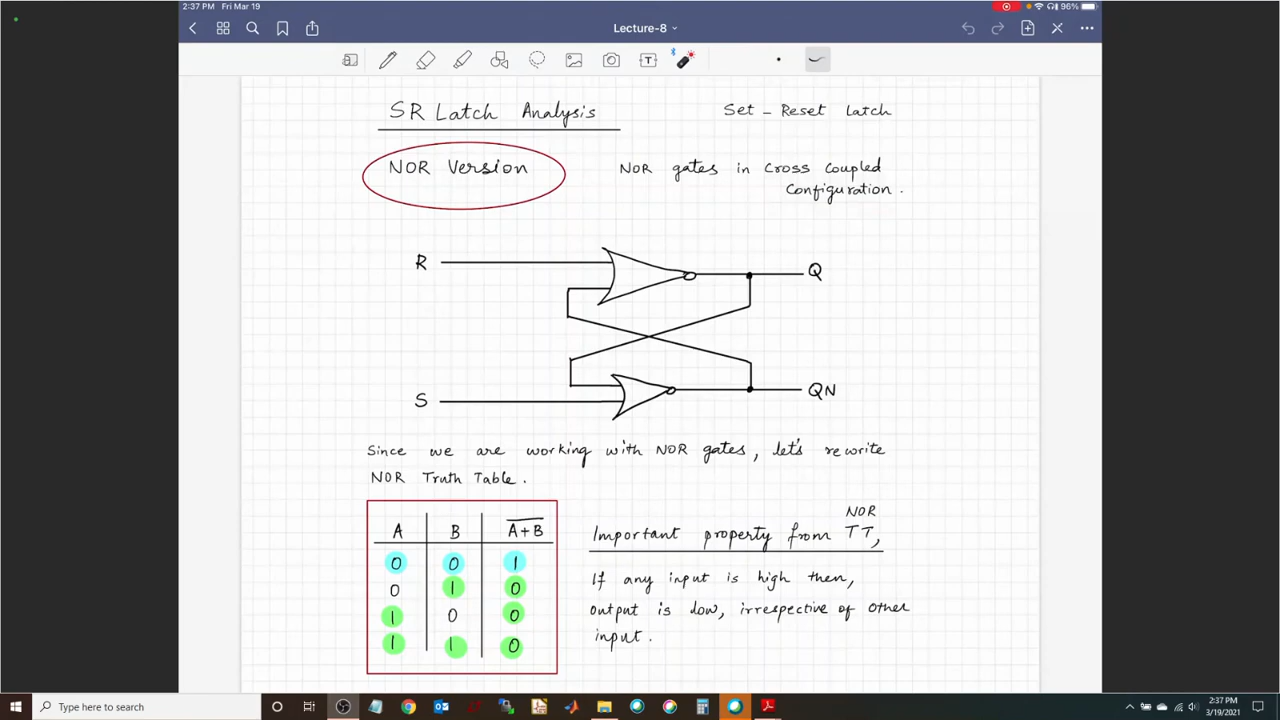 2:37 PM Fri Mar 19
96%
Lecture-8
SR Latch Analysis
Set - Reset latch
NOR Version
NOR gates in Cross Coupled
Configuration.
R
Q
S
QN
Since we are working with NOR gates, let's rewrite
NOR Truth Table.
A B A+B
0 0 1
0 1 0
1 0 0
1 1 0
NOR
Important property from TT,
If any input is high then,
output is low, irrespective of other
input.
Type here to search
2:37 PM
3/19/2021